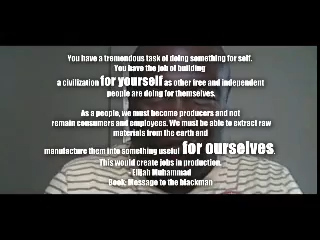 You have a tremendous task of doing something for self.
You have the job of building
a civilization for yourself as other free and independent
people are doing for themselves.
As a people, we must become producers and not
remain consumers and employees. We must be able to extract raw
materials from the earth and
manufacture them into something useful for ourselves.
This would create jobs in production.
- Elijah Muhammad
Book: Message to the blackman